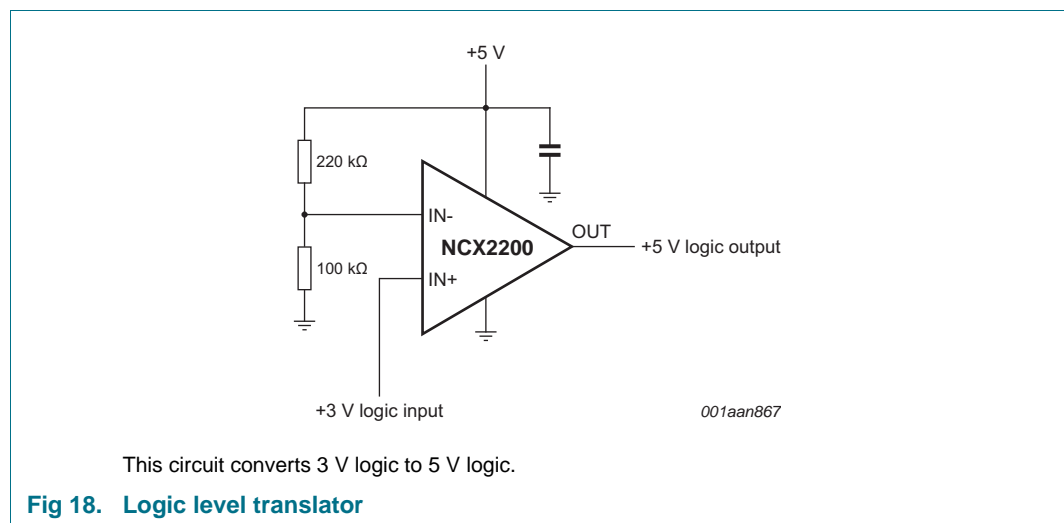 +5 V
220 kΩ
IN-
OUT
NCX2200
+5 V logic output
100 kΩ
IN+
+3 V logic input
001aan867
This circuit converts 3 V logic to 5 V logic.
Fig 18. Logic level translator